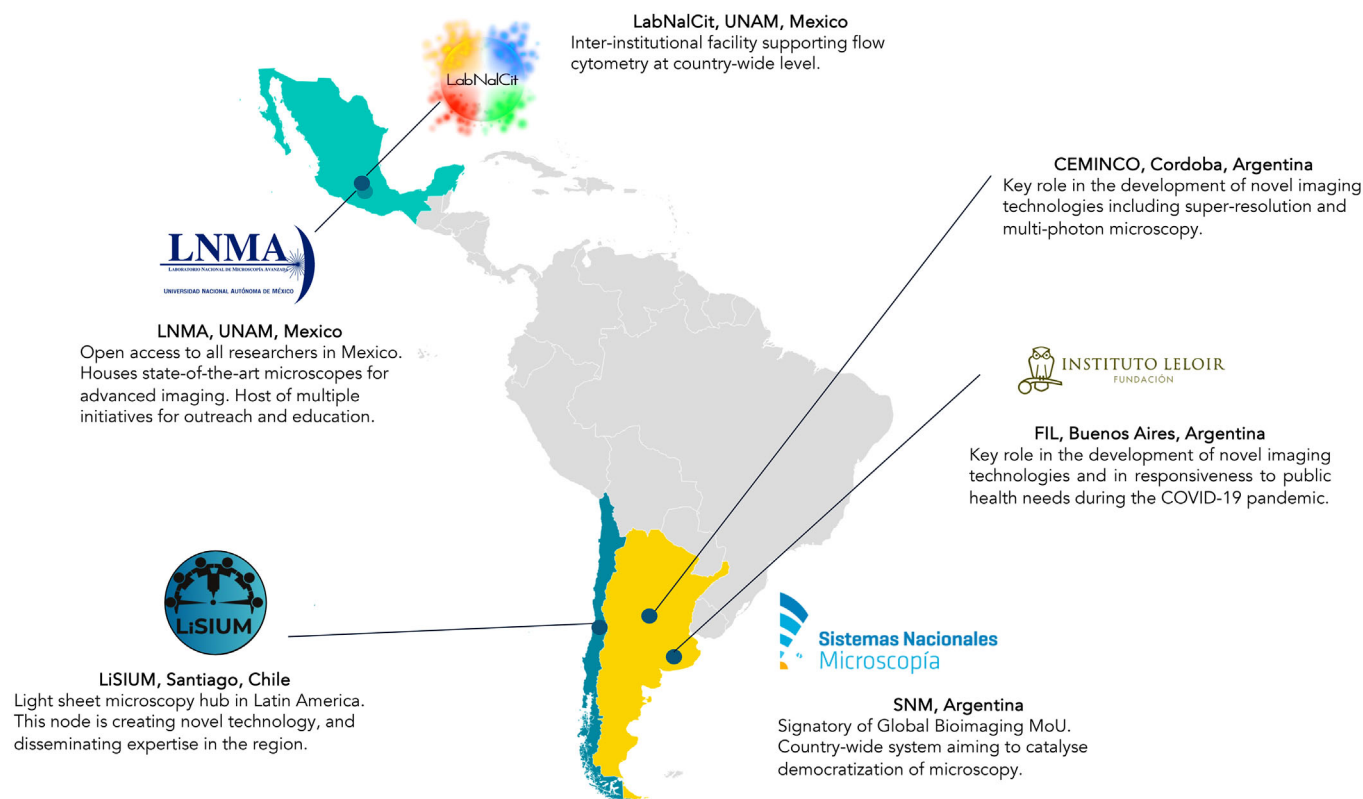 LabNalCit
LabNalCit, UNAM, Mexico
Inter-institutional facility supporting flow
cytometry at country-wide level.
LNMA
LABORATORIO NACIONAL DE MICROSCOPÍA AVANZADA
UNIVERSIDAD NACIONAL AUTÓNOMA DE MÉXICO
LNMA, UNAM, Mexico
Open access to all researchers in Mexico.
Houses state-of-the-art microscopes for
advanced imaging. Host of multiple
initiatives for outreach and education.
CEMINCO, Cordoba, Argentina
Key role in the development of novel imaging
technologies including super-resolution and
multi-photon microscopy.
INSTITUTO LELOIR
FUNDACIÓN
FIL, Buenos Aires, Argentina
Key role in the development of novel imaging
technologies and in responsiveness to public
health needs during the COVID-19 pandemic.
LiSIUM
LiSIUM, Santiago, Chile
Light sheet microscopy hub in Latin America.
This node is creating novel technology, and
disseminating expertise in the region.
Sistemas Nacionales
Microscopía
SNM, Argentina
Signatory of Global Bioimaging MoU.
Country-wide system aiming to catalyse
democratization of microscopy.